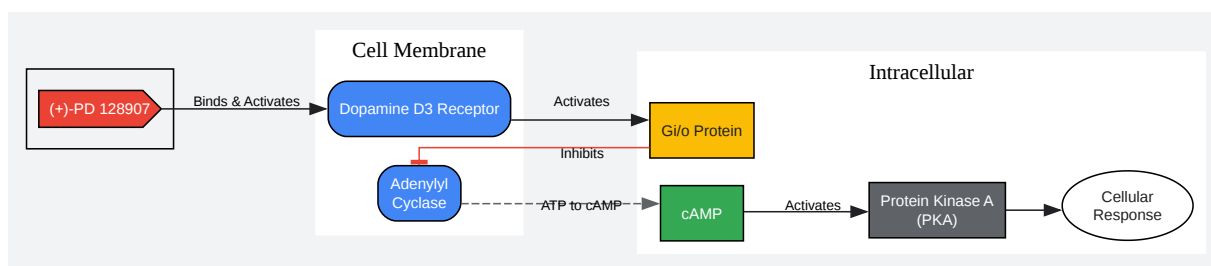 Cell Membrane
Intracellular
(+)-PD 128907
Binds & Activates
Dopamine D3 Receptor
Activates
Gi/o Protein
Inhibits
Adenylyl
Cyclase
ATP to cAMP
cAMP
Activates
Protein Kinase A
(PKA)
Cellular
Response